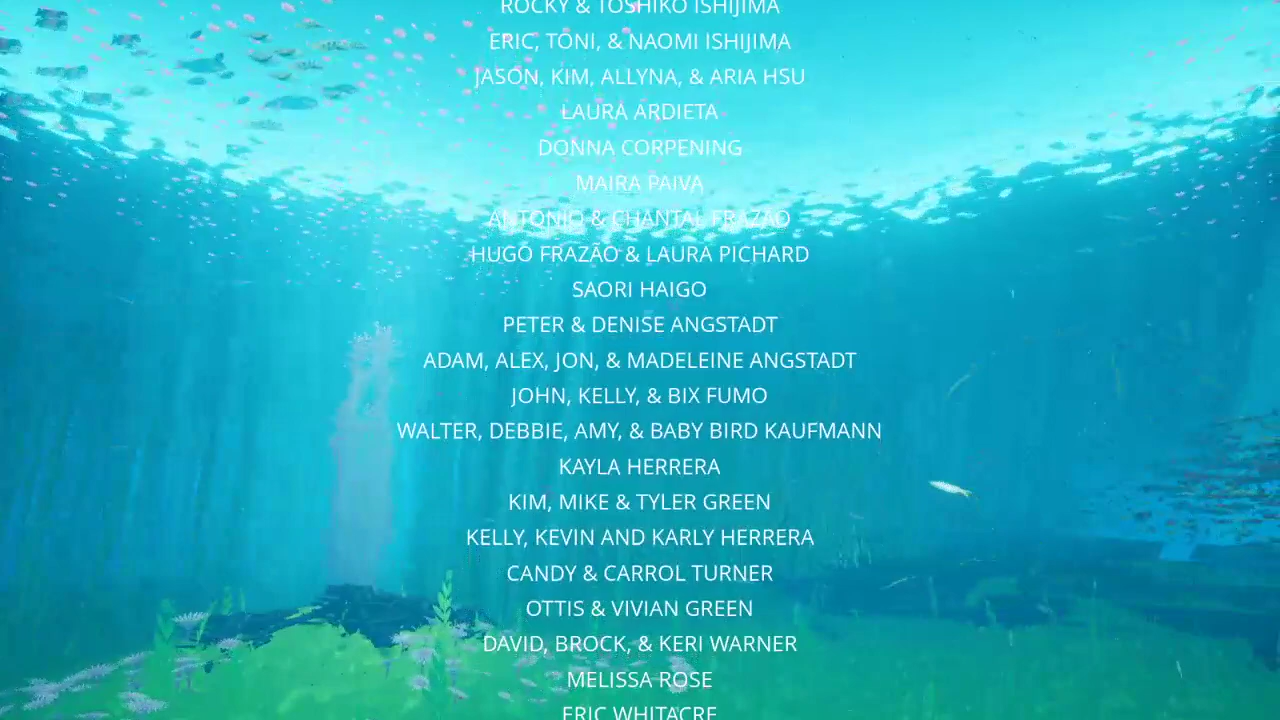 ROCKY & TOSHIKO ISHIJIMA
ERIC, TONI, & NAOMI ISHIJIMA
JASON, KIM, ALLYNA, & ARIA HSU
LAURA ARDIETA
DONNA CORPENING
MAIRA PAIVA
ANTONIO & CHANTAL FRAZÃO
HUGO FRAZÃO & LAURA PICHARD
SAORI HAIGO
PETER & DENISE ANGSTADT
ADAM, ALEX, JON, & MADELEINE ANGSTADT
JOHN, KELLY, & BIX FUMO
WALTER, DEBBIE, AMY, & BABY BIRD KAUFMANN
KAYLA HERRERA
KIM, MIKE & TYLER GREEN
KELLY, KEVIN AND KARLY HERRERA
CANDY & CARROL TURNER
OTTIS & VIVIAN GREEN
DAVID, BROCK, & KERI WARNER
MELISSA ROSE
ERIC WHITACRE